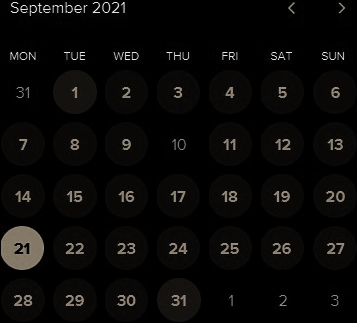 September 2021
MON TUE WED THU FRI SAT SUN
31 1 2 3 4 5 6
7 8 9 10 11 12 13
14 15 16 17 18 19 20
21 22 23 24 25 26 27
28 29 30 31 1 2 3